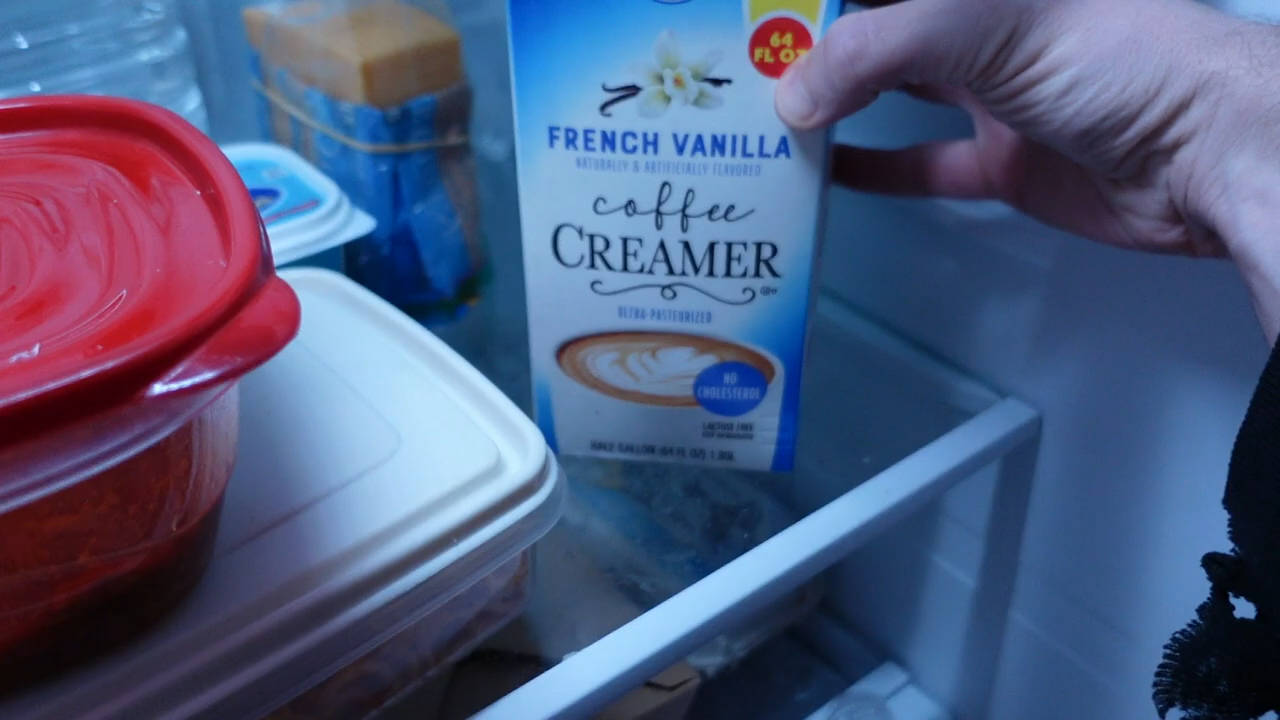 64
FL OZ
FRENCH VANILLA
NATURALLY & ARTIFICIALLY FLAVORED
coffee
CREAMER
ULTRA-PASTEURIZED
NO
CHOLESTEROL
LACTOSE FREE
HALF GALLON (64 FL OZ) 1.89L